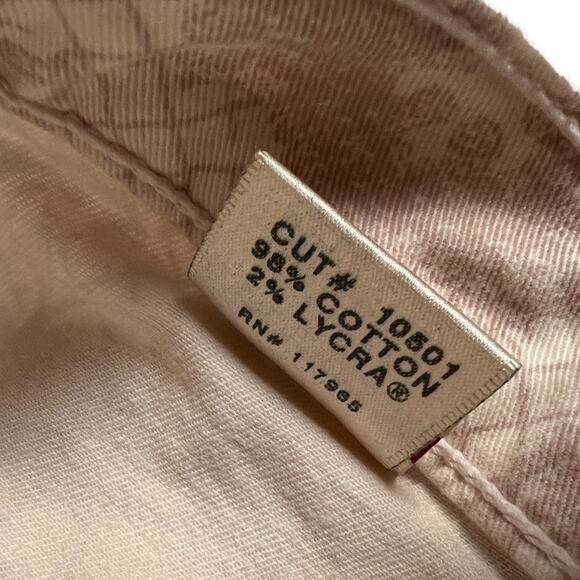 CUT# 10501
98% COTTON
2% LYCRA®
RN# 117965